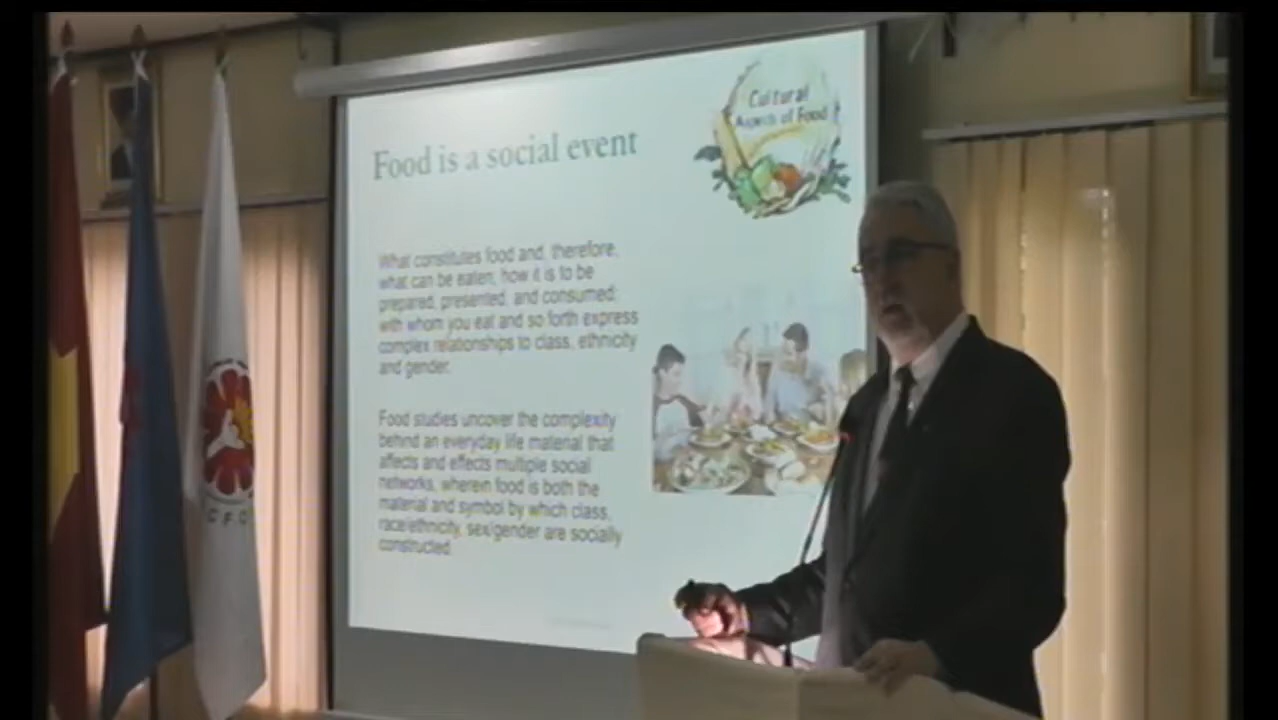 Cultural
Aspects of Food
Food is a social event
What constitutes food and, therefore,
what can be eaten; how it is to be
prepared, presented, and consumed;
with whom you eat and so forth express
complex relationships to class, ethnicity
and gender.
Food studies uncover the complexity
behind an everyday life material that
affects and effects multiple social
networks, wherein food is both the
material and symbol by which class,
race/ethnicity, sex/gender are socially
constructed.